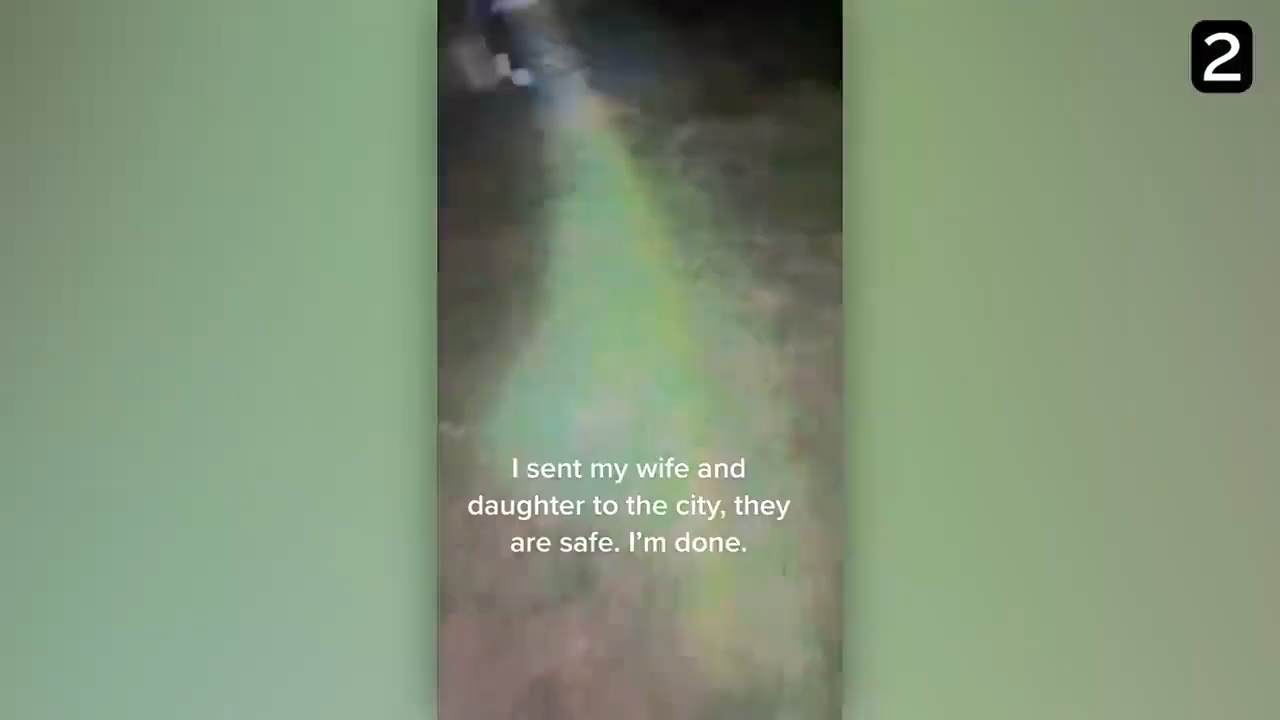 2
I sent my wife and
daughter to the city, they
are safe. I’m done.